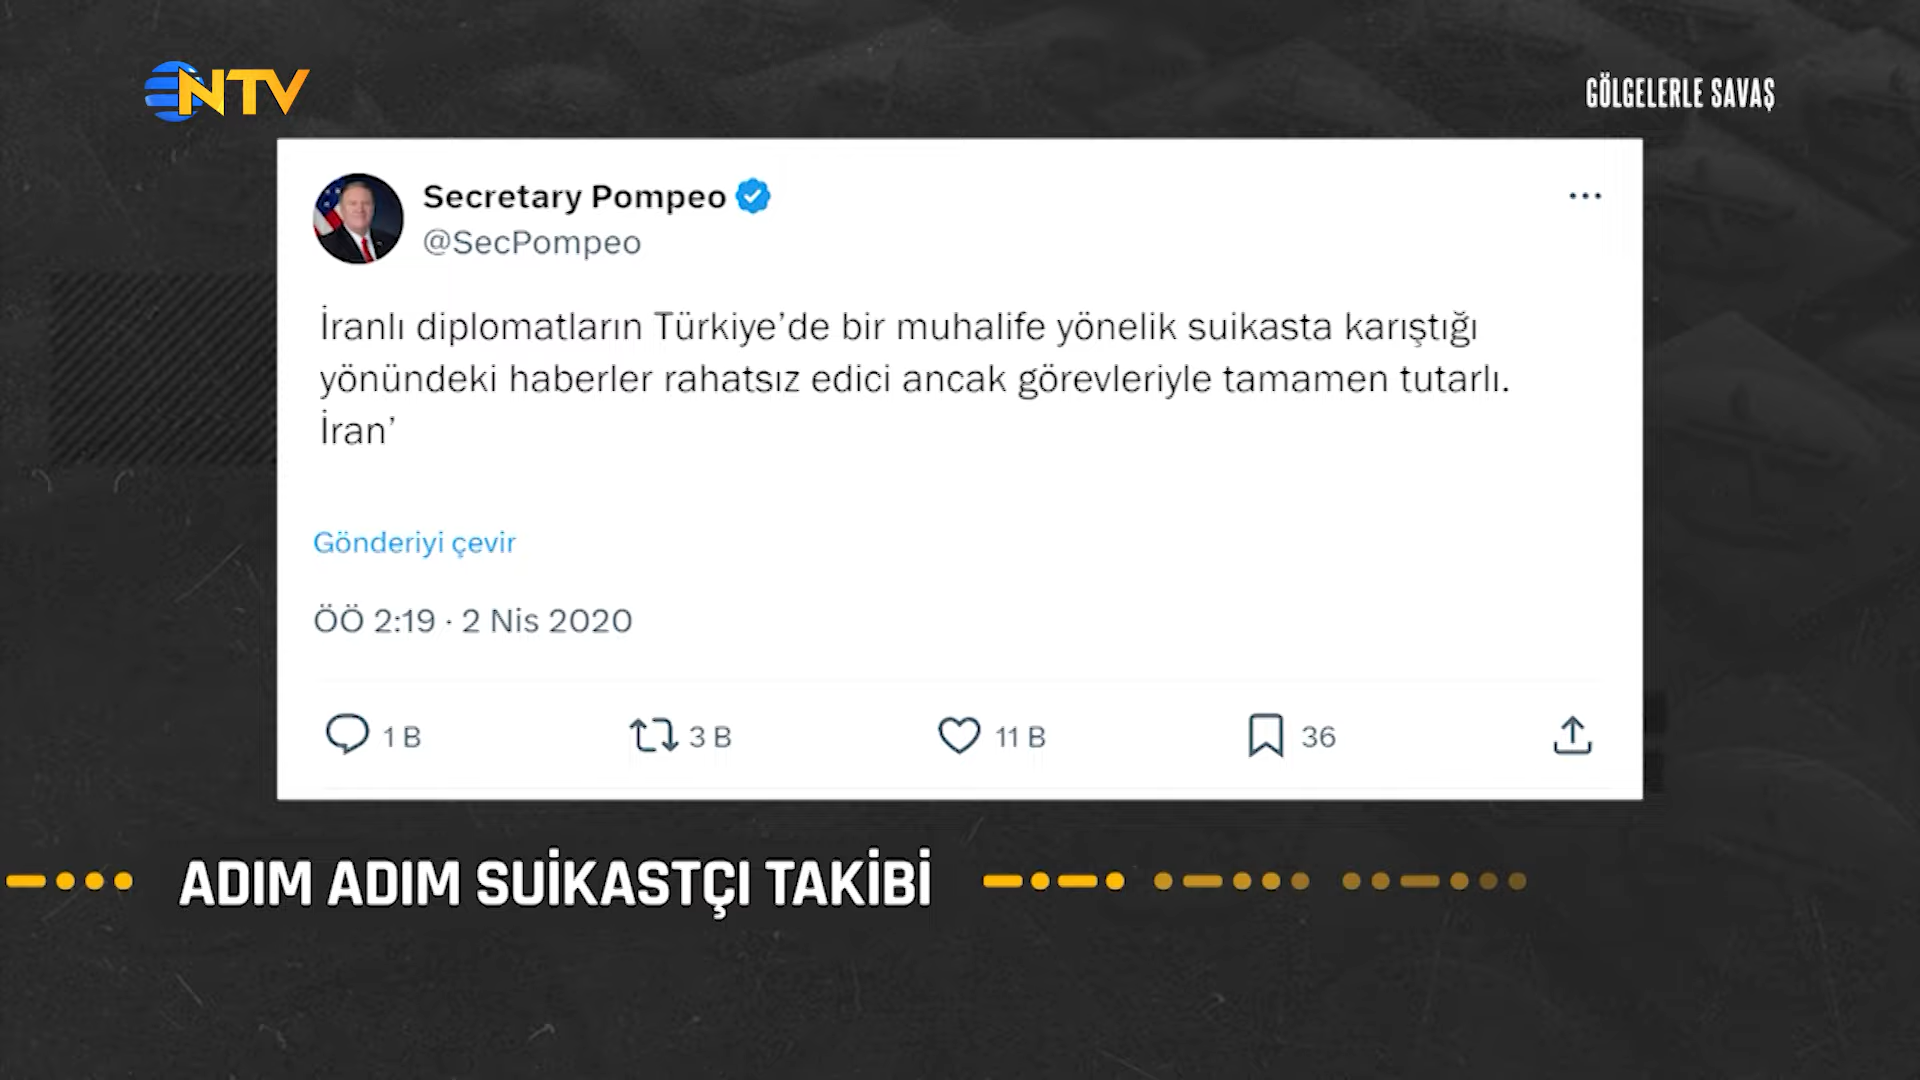 NTV
GÖLGELERLE SAVAŞ
Secretary Pompeo
@SecPompeo
İranlı diplomatların Türkiye’de bir muhalife yönelik suikasta karıştığı
yönündeki haberler rahatsız edici ancak görevleriyle tamamen tutarlı.
İran’
Gönderiyi çevir
ÖÖ 2:19 · 2 Nis 2020
1 B 3 B 11 B 36
ADIM ADIM SUİKASTÇI TAKİBİ